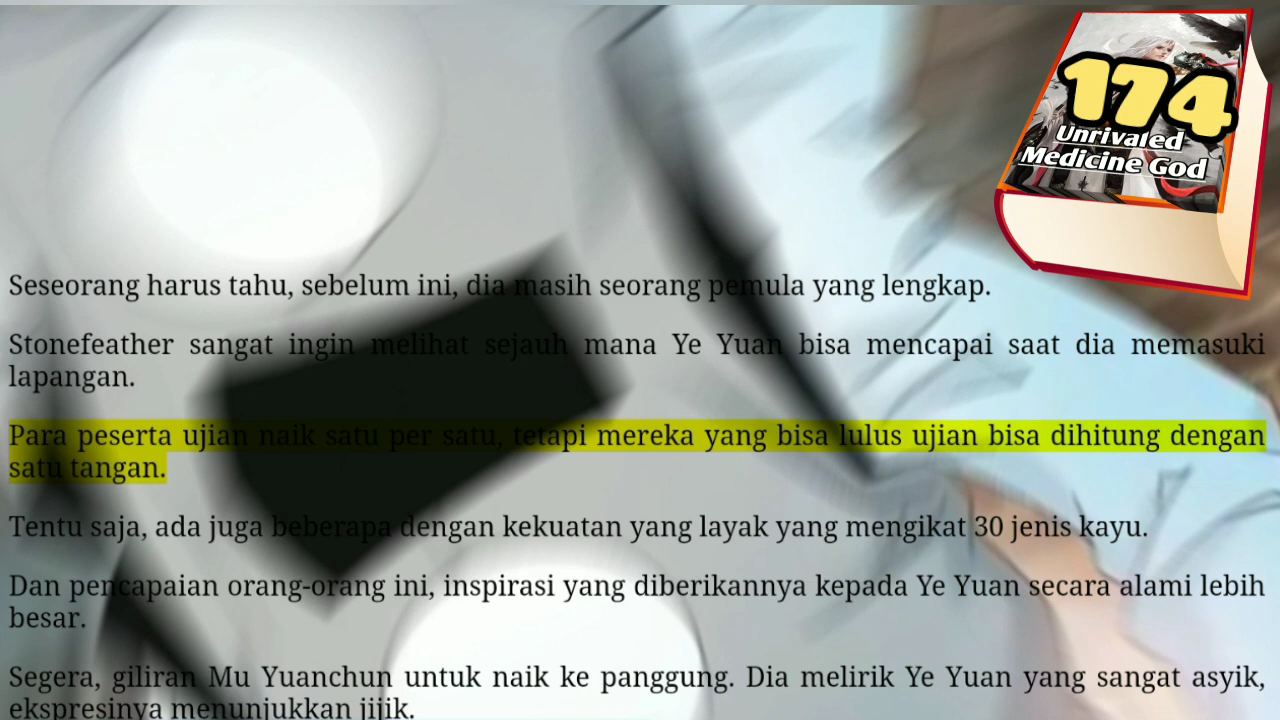 174
Unrivaled
Medicine God
Seseorang harus tahu, sebelum ini, dia masih seorang pemula yang lengkap.
Stonefeather sangat ingin melihat sejauh mana Ye Yuan bisa mencapai saat dia memasuki
lapangan.
Para peserta ujian naik satu per satu, tetapi mereka yang bisa lulus ujian bisa dihitung dengan
satu tangan.
Tentu saja, ada juga beberapa dengan kekuatan yang layak yang mengikat 30 jenis kayu.
Dan pencapaian orang-orang ini, inspirasi yang diberikannya kepada Ye Yuan secara alami lebih
besar.
Segera, giliran Mu Yuanchun untuk naik ke panggung. Dia melirik Ye Yuan yang sangat asyik,
ekspresinya menunjukkan jijik.